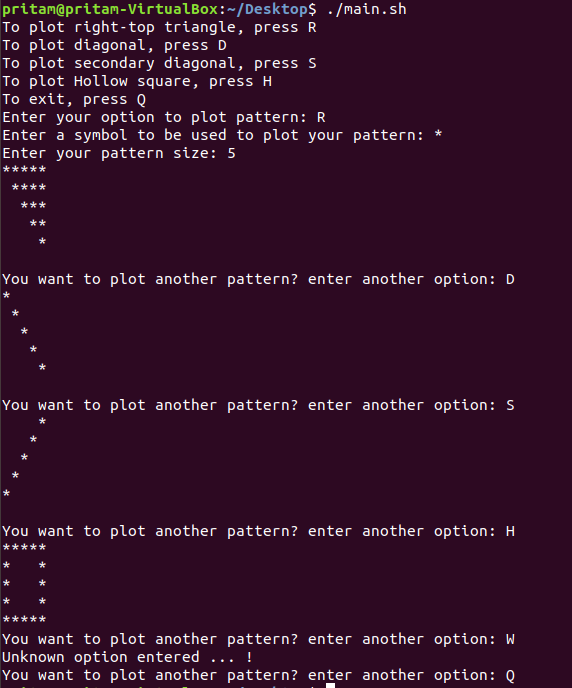 pritam@pritam-VirtualBox:~/Desktop$ ./main.sh
To plot right-top triangle, press R
To plot diagonal, press D
To plot secondary diagonal, press S
To plot Hollow square, press H
To exit, press Q
Enter your option to plot pattern: R
Enter a symbol to be used to plot your pattern: *
Enter your pattern size: 5
*****
 ****
  ***
   **
    *

You want to plot another pattern? enter another option: D
*
 *
  *
   *
    *

You want to plot another pattern? enter another option: S
    *
   *
  *
 *
*

You want to plot another pattern? enter another option: H
*****
*   *
*   *
*   *
*****
You want to plot another pattern? enter another option: W
Unknown option entered ... !
You want to plot another pattern? enter another option: Q